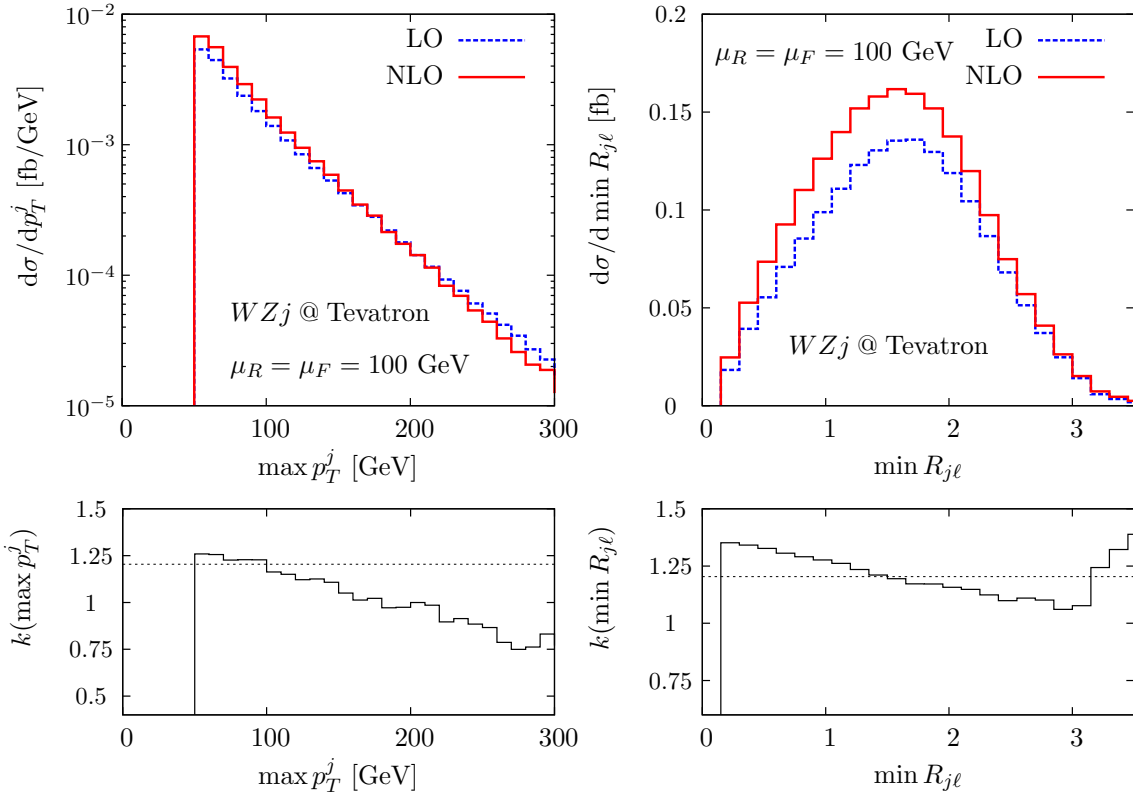 dσ/dp_T^j [fb/GeV]
10^−2
10^−3
10^−4
10^−5
LO
NLO
WZj @ Tevatron
μ_R = μ_F = 100 GeV
0 100 200 300
max p_T^j [GeV]
dσ/d min R_jℓ [fb]
0.2
0.15
0.1
0.05
0
μ_R = μ_F = 100 GeV
LO
NLO
WZj @ Tevatron
0 1 2 3
min R_jℓ
k(max p_T^j)
1.5
1.25
1
0.75
0.5
0 100 200 300
max p_T^j [GeV]
k(min R_jℓ)
1.5
1.25
1
0.75
0 1 2 3
min R_jℓ